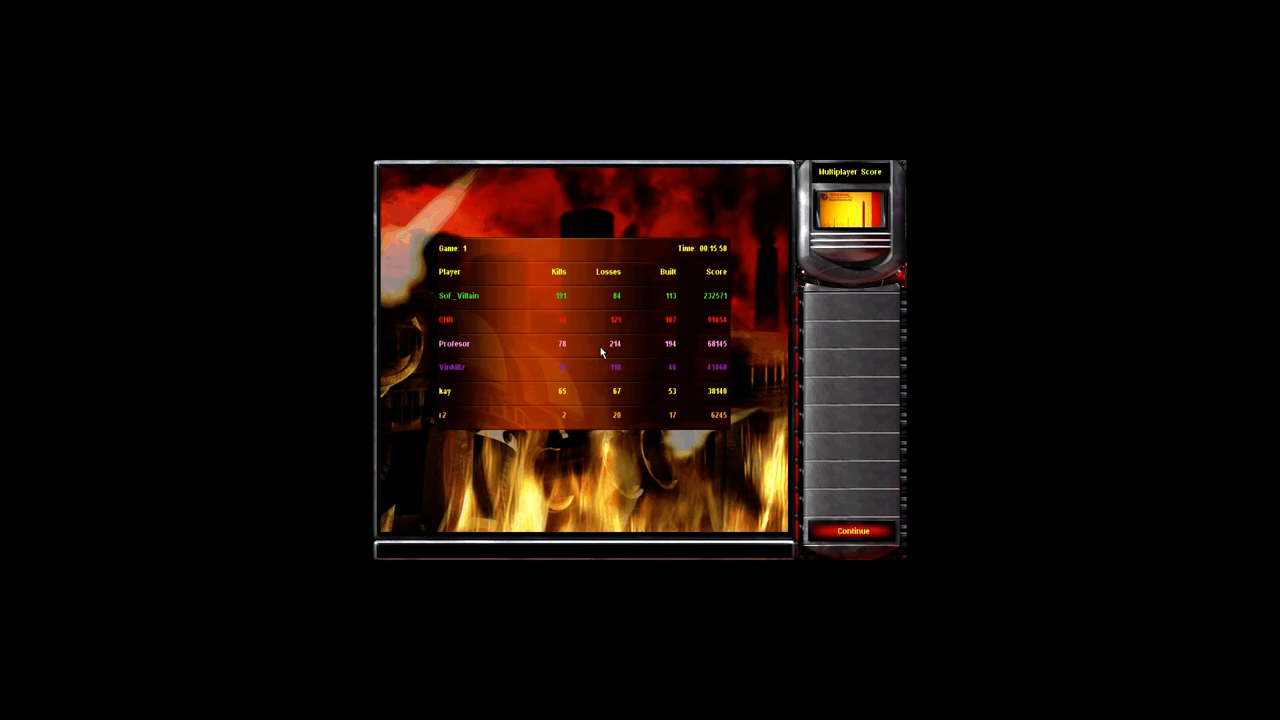 Multiplayer Score
Game: 1 Time: 00:15:58
Player Kills Losses Built Score
SoF_Villain 191 84 113 232571
CHR 121 107 91854
Profesor 78 214 194 68145
Vinkillz 118 46 43460
kay 65 67 53 38140
r2 2 20 17 6245
Continue